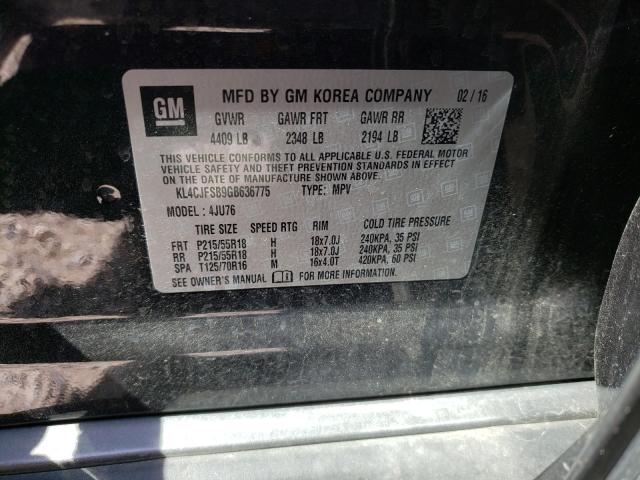 GM
MFD BY GM KOREA COMPANY 02 / 16
GVWR GAWR FRT GAWR RR
4409 LB 2348 LB 2194 LB
THIS VEHICLE CONFORMS TO ALL APPLICABLE U.S. FEDERAL MOTOR
VEHICLE SAFETY AND THEFT PREVENTION STANDARDS IN EFFECT
ON THE DATE OF MANUFACTURE SHOWN ABOVE.
KL4CJFSB9GB636775 TYPE: MPV
MODEL : 4JU76
TIRE SIZE SPEED RTG RIM COLD TIRE PRESSURE
FRT P215/55R18 H 18x7.0J 240KPA, 35 PSI
RR P215/55R18 H 18x7.0J 240KPA, 35 PSI
SPA T125/70R16 M 16x4.0T 420KPA, 60 PSI
SEE OWNER'S MANUAL FOR MORE INFORMATION.